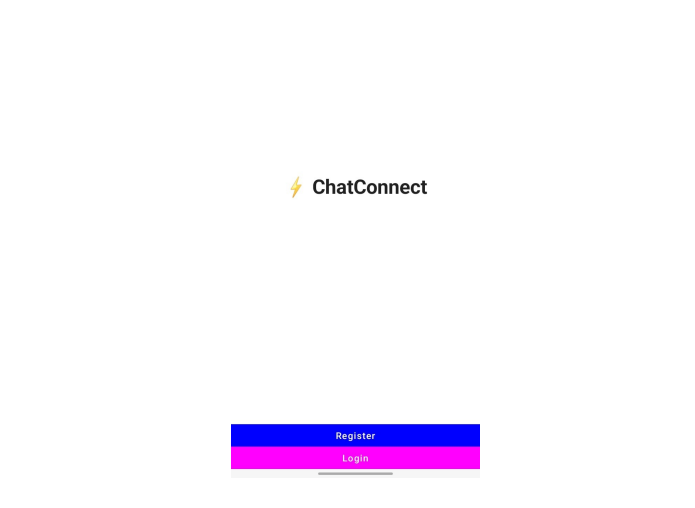 ⚡ ChatConnect
Register
Login